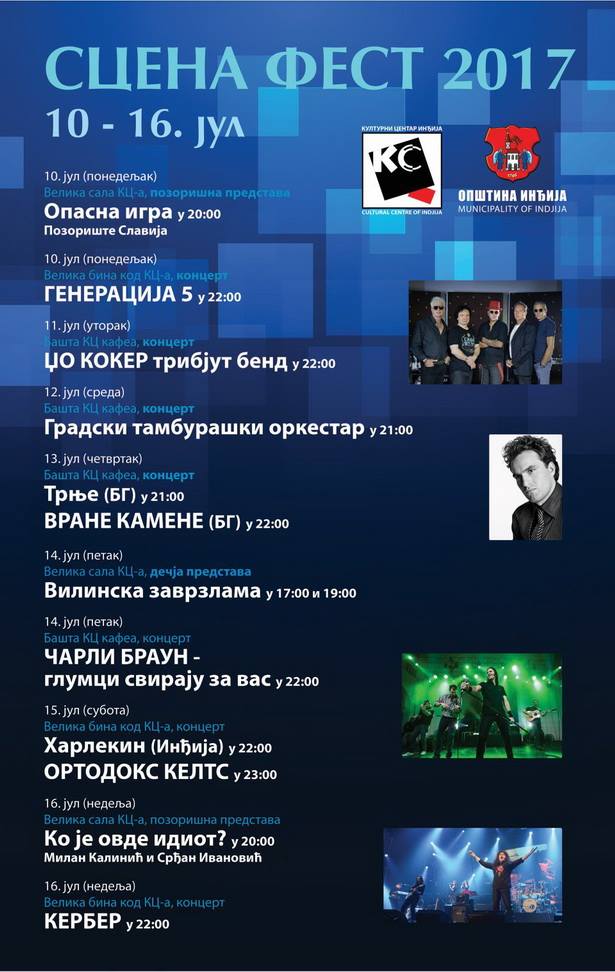 СЦЕНА ФЕСТ 2017
10 - 16. јул
КУЛТУРНИ ЦЕНТАР ИНЂИЈА
КС
CULTURAL CENTRE OF INDJIJA
1746
ОПШТИНА ИНЂИЈА
MUNICIPALITY OF INDJIJA
10. јул (понедељак)
Велика сала КЦ-а, позоришна представа
Опасна игра у 20:00
Позориште Славија
10. јул (понедељак)
Велика бина код КЦ-а, концерт
ГЕНЕРАЦИЈА 5 у 22:00
11. јул (уторак)
Башта КЦ кафеа, концерт
ЏО КОКЕР трибјут бенд у 22:00
12. јул (среда)
Башта КЦ кафеа, концерт
Градски тамбурашки оркестар у 21:00
13. јул (четвртак)
Башта КЦ кафеа, концерт
Трње (БГ) у 21:00
ВРАНЕ КАМЕНЕ (БГ) у 22:00
14. јул (петак)
Велика сала КЦ-а, дечја представа
Вилинска заврзлама у 17:00 и 19:00
14. јул (петак)
Башта КЦ кафеа, концерт
ЧАРЛИ БРАУН -
глумци свирају за вас у 22:00
15. јул (субота)
Велика бина код КЦ-а, концерт
Харлекин (Инђија) у 22:00
ОРТОДОКС КЕЛТС у 23:00
16. јул (недеља)
Велика сала КЦ-а, позоришна представа
Ко је овде идиот? у 20:00
Милан Калинић и Срђан Ивановић
16. јул (недеља)
Велика бина код КЦ-а, концерт
КЕРБЕР у 22:00